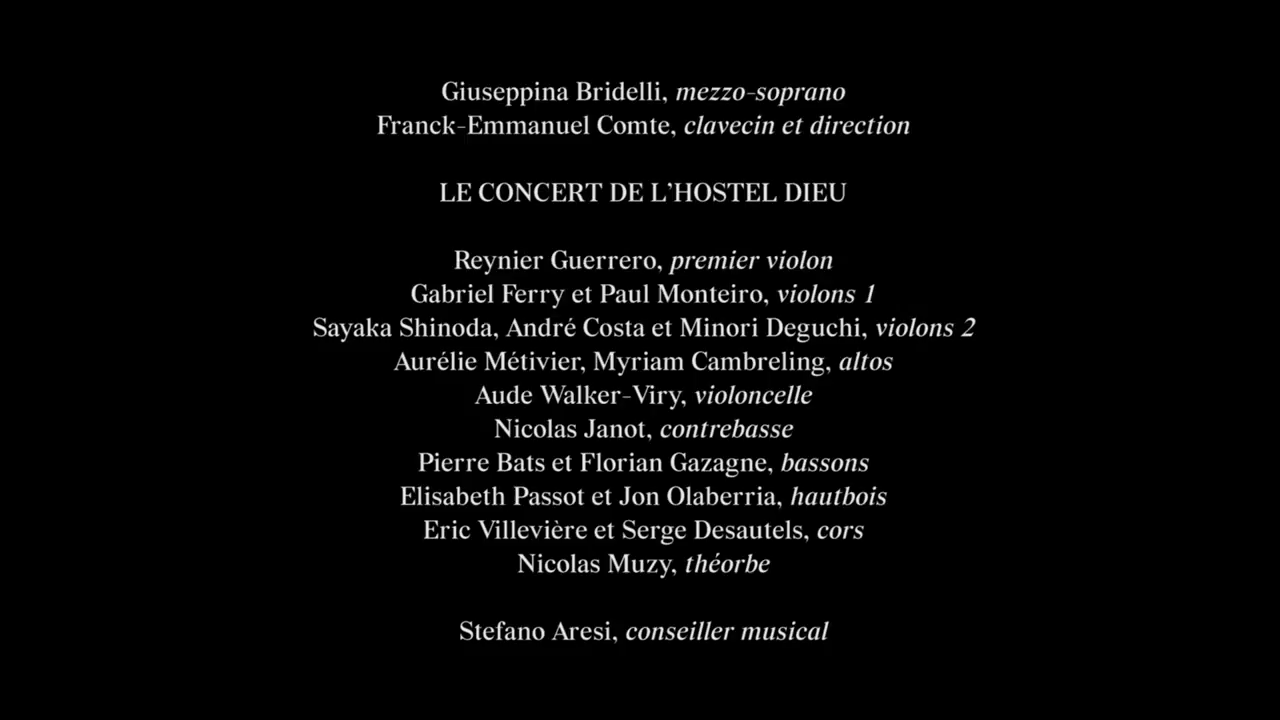 Giuseppina Bridelli, mezzo-soprano
Franck-Emmanuel Comte, clavecin et direction
LE CONCERT DE L’HOSTEL DIEU
Reynier Guerrero, premier violon
Gabriel Ferry et Paul Monteiro, violons 1
Sayaka Shinoda, André Costa et Minori Deguchi, violons 2
Aurélie Métivier, Myriam Cambreling, altos
Aude Walker-Viry, violoncelle
Nicolas Janot, contrebasse
Pierre Bats et Florian Gazagne, bassons
Elisabeth Passot et Jon Olaberria, hautbois
Eric Villevière et Serge Desautels, cors
Nicolas Muzy, théorbe
Stefano Aresi, conseiller musical